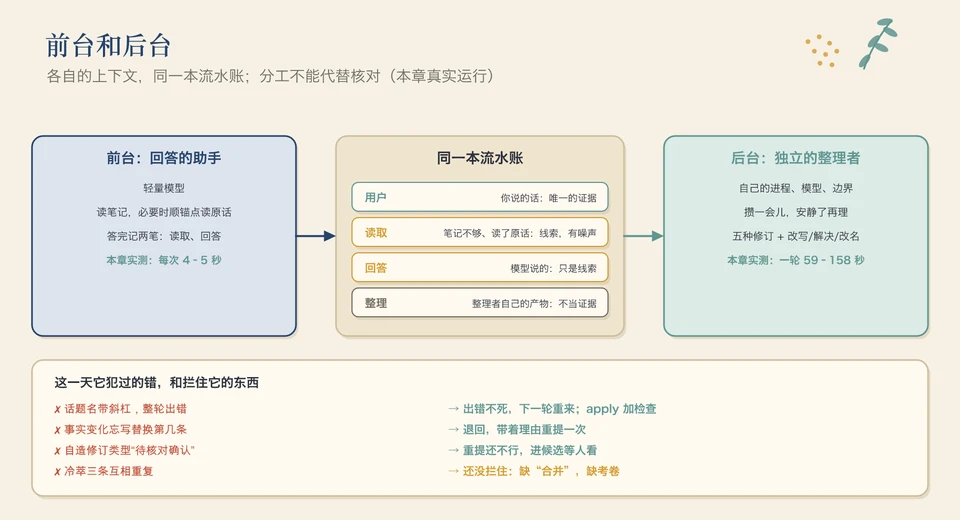 前台和后台
各自的上下文，同一本流水账；分工不能代替核对（本章真实运行）
前台：回答的助手
轻量模型
读笔记，必要时顺锚点读原话
答完记两笔：读取、回答
本章实测：每次 4 - 5 秒
同一本流水账
用户 你说的话：唯一的证据
读取 笔记不够、读了原话：线索，有噪声
回答 模型说的：只是线索
整理 整理者自己的产物：不当证据
后台：独立的整理者
自己的进程、模型、边界
攒一会儿，安静了再理
五种修订 + 改写/解决/改名
本章实测：一轮 59 - 158 秒
这一天它犯过的错，和拦住它的东西
✗ 话题名带斜杠，整轮出错 → 出错不死，下一轮重来；apply 加检查
✗ 事实变化忘写替换第几条 → 退回，带着理由重提一次
✗ 自造修订类型“待核对确认” → 重提还不行，进候选等人看
✗ 冷萃三条互相重复 → 还没拦住：缺“合并”，缺考卷